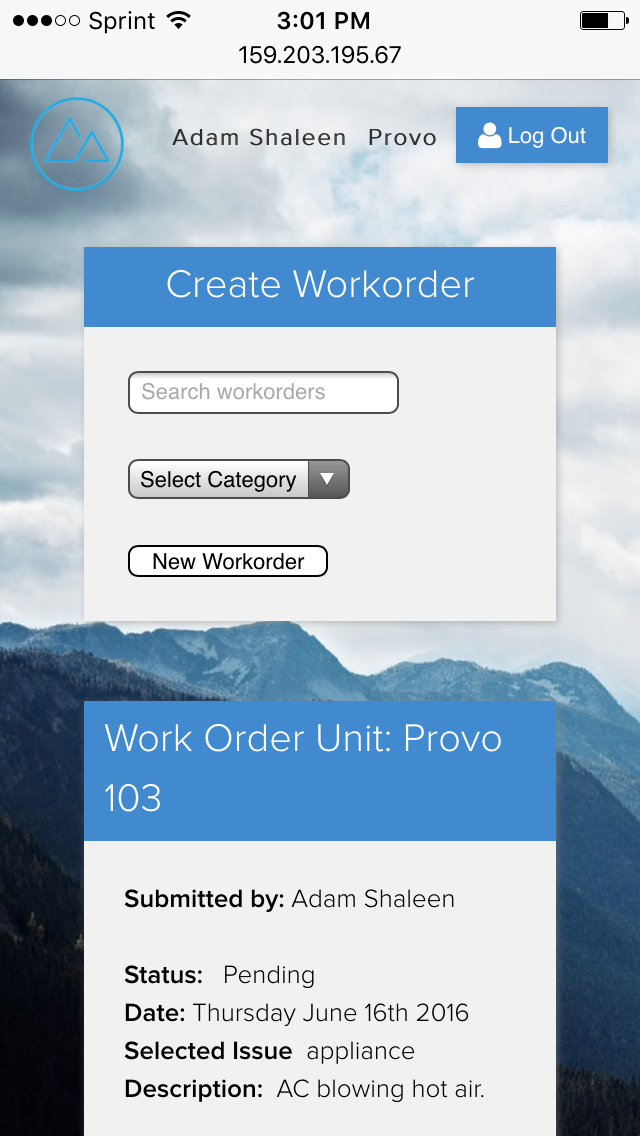 Sprint 3:01 PM
159.203.195.67
Adam Shaleen Provo Log Out
Create Workorder
Search workorders
Select Category
New Workorder
Work Order Unit: Provo
103
Submitted by: Adam Shaleen
Status: Pending
Date: Thursday June 16th 2016
Selected Issue appliance
Description: AC blowing hot air.